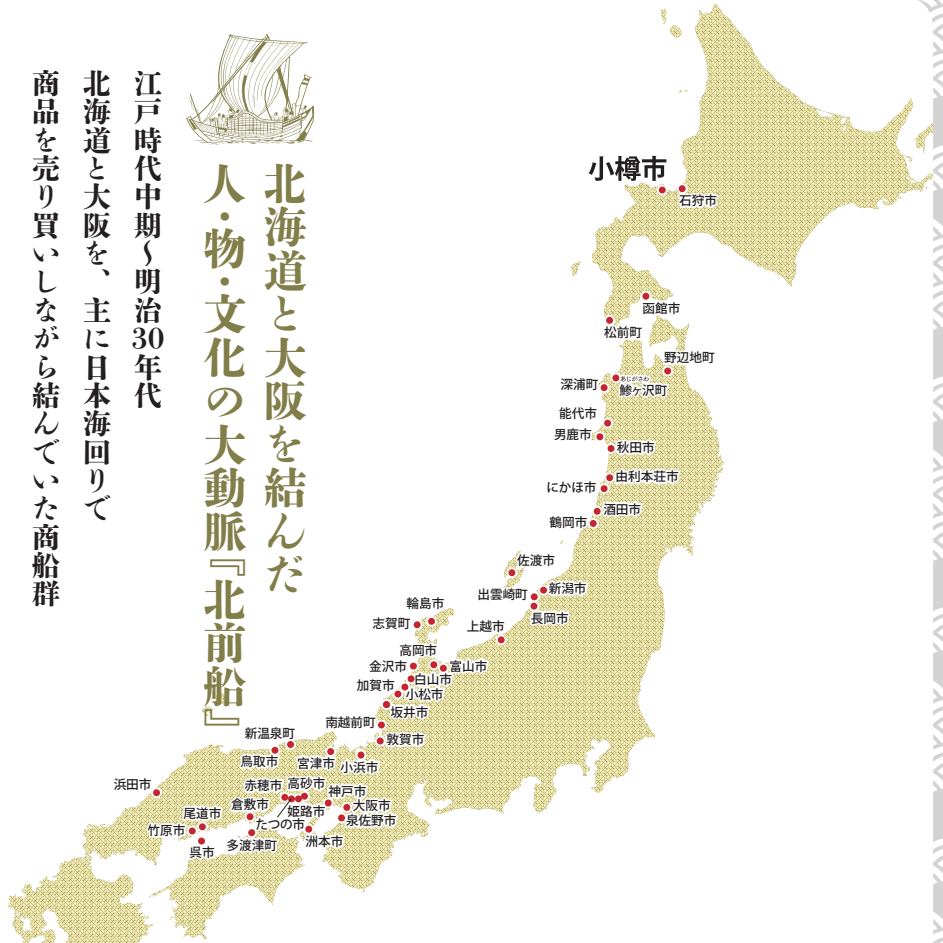 北海道と大阪を結んだ
人・物・文化の大動脈『北前船』
江戸時代中期～明治30年代
北海道と大阪を、主に日本海回りで
商品を売り買いしながら結んでいた商船群
小樽市
石狩市
函館市
松前町
野辺地町
深浦町
あじがさわ
鰺ヶ沢町
能代市
男鹿市
秋田市
由利本荘市
にかほ市
酒田市
鶴岡市
佐渡市
新潟市
出雲崎町
長岡市
上越市
輪島市
志賀町
高岡市
富山市
金沢市
白山市
加賀市
小松市
坂井市
南越前町
敦賀市
新温泉町
鳥取市
宮津市
小浜市
浜田市
赤穂市
高砂市
神戸市
倉敷市
姫路市
大阪市
尾道市
たつの市
泉佐野市
竹原市
多渡津町
洲本市
呉市